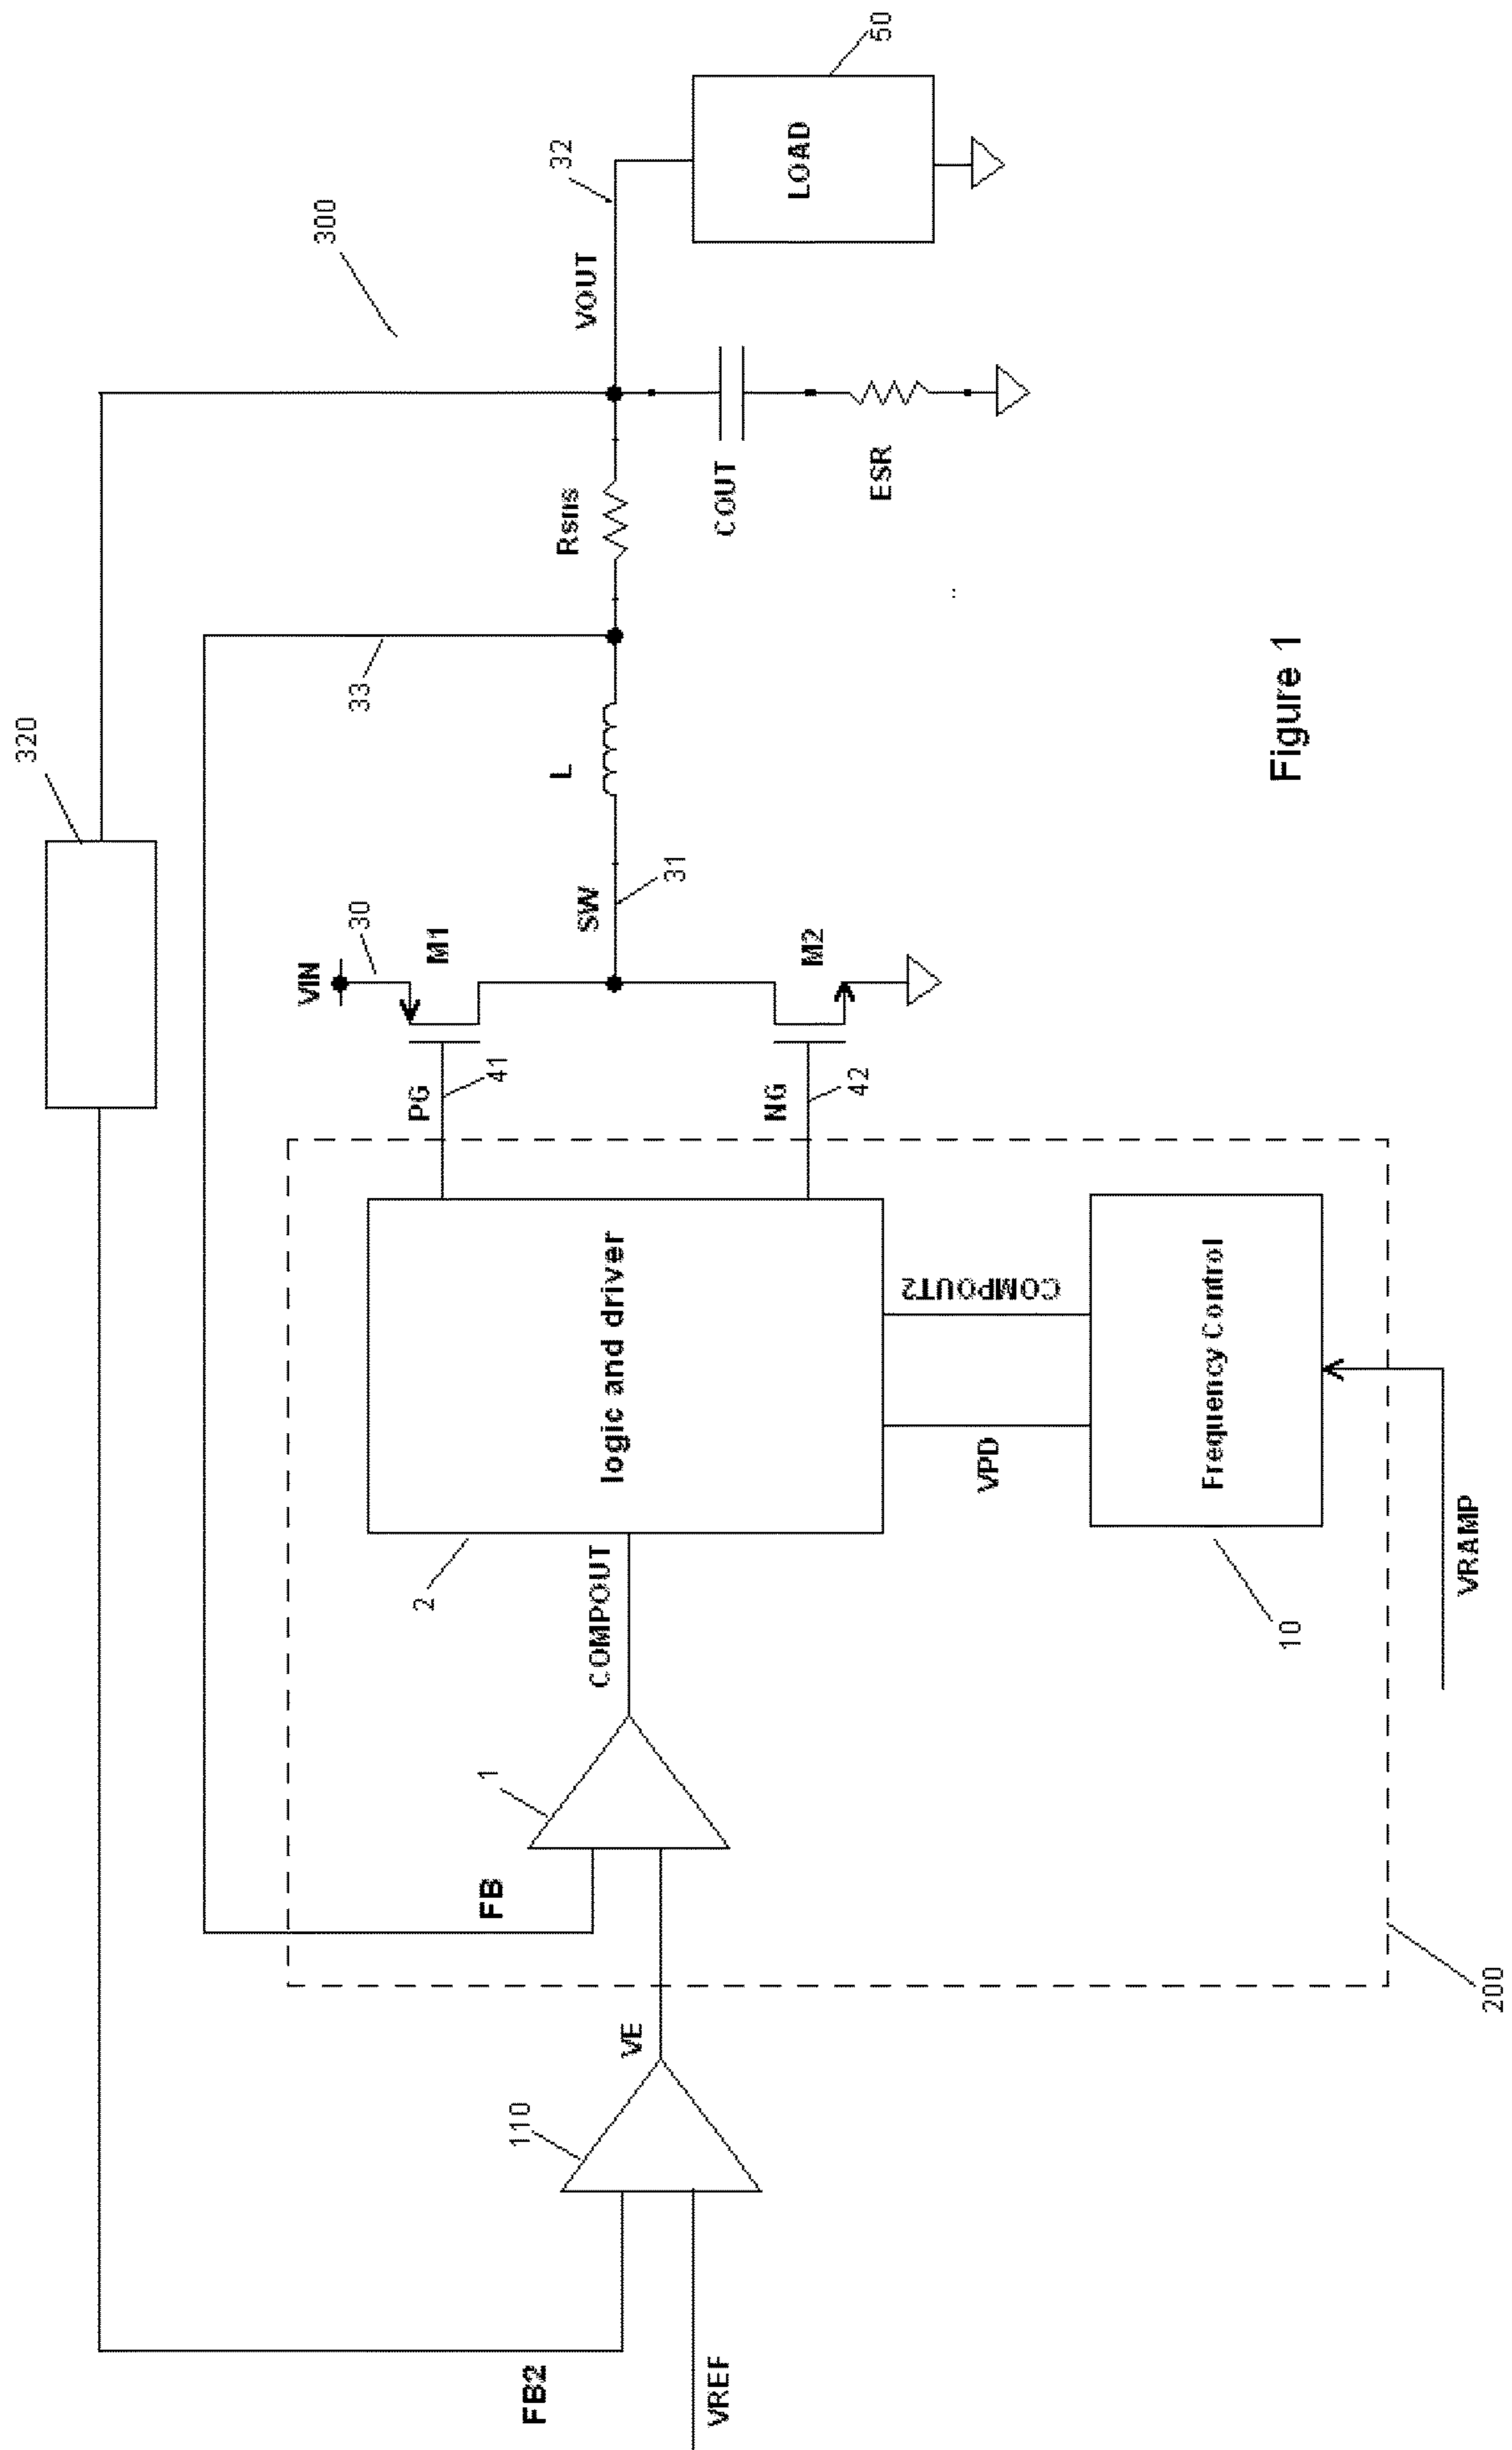 320
300
32
50
VOUT
LOAD
33
Rsns
COUT
ESR
L
VIN
30
M1
SW
31
M2
PG
41
NG
42
logic and driver
2
COMPOUT
COMPOUT2
VPD
Frequency Control
10
VRAMP
FB
1
200
VE
110
FB2
VREF
Figure 1